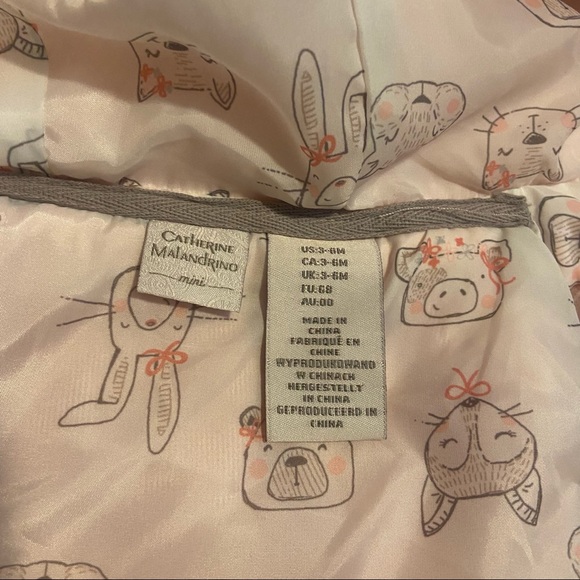 CATHERINE
MALANDRINO
mini
US:3-6M
CA:3-6M
UK:3-6M
EU:68
AU:00
MADE IN
CHINA
FABRIQUÉ EN
CHINE
WYPRODUKOWANO
W CHINACH
HERGESTELLT
IN CHINA
GEPRODUCEERD IN
CHINA